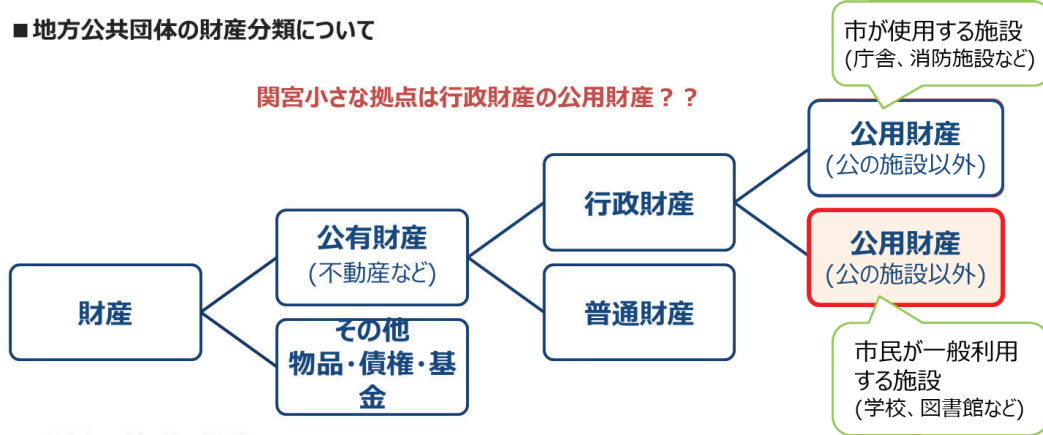 ■地方公共団体の財産分類について
市が使用する施設
(庁舎、消防施設など)
関宮小さな拠点は行政財産の公用財産？？
公用財産
(公の施設以外)
行政財産
公有財産
(不動産など)
公用財産
(公の施設以外)
財産
普通財産
その他
物品・債権・基
金
市民が一般利用
する施設
(学校、図書館など)